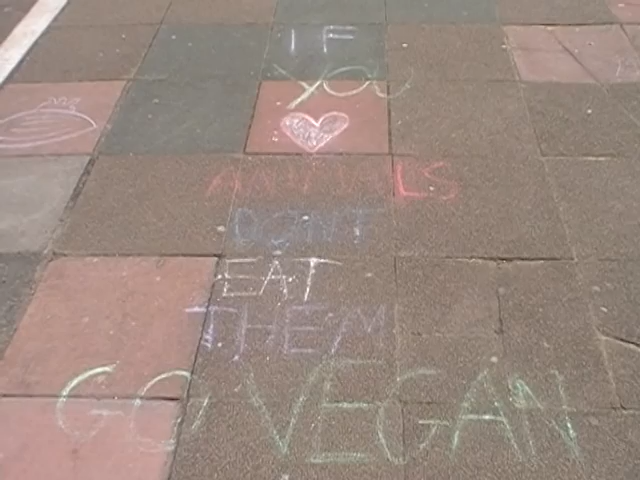 IF
YOU
♥
ANIMALS
DON'T
EAT
THEM
GO VEGAN